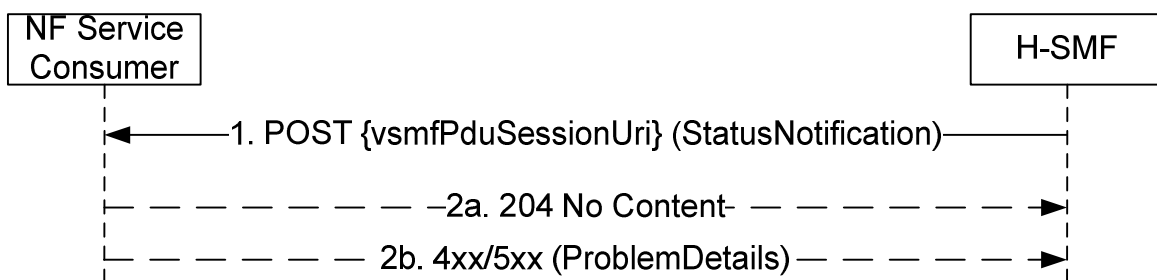 NF Service
Consumer
H-SMF
1. POST {vsmfPduSessionUri} (StatusNotification)
2a. 204 No Content
2b. 4xx/5xx (ProblemDetails)